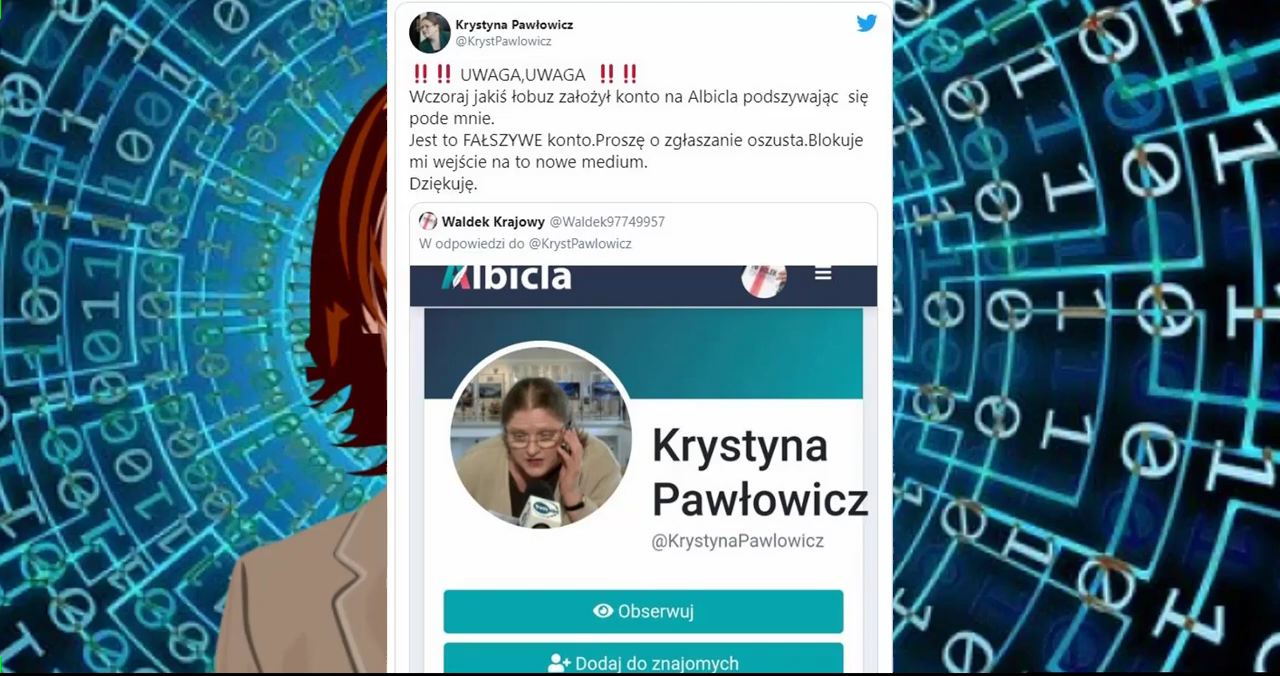 Krystyna Pawłowicz
@KrystPawlowicz
‼️ ‼️ UWAGA,UWAGA ‼️ ‼️
Wczoraj jakiś łobuz założył konto na Albicla podszywając się
pode mnie.
Jest to FAŁSZYWE konto.Proszę o zgłaszanie oszusta.Blokuje
mi wejście na to nowe medium.
Dziękuję.
Waldek Krajowy @Waldek97749957
W odpowiedzi do @KrystPawlowicz
Albicla
Krystyna
Pawłowicz
@KrystynaPawlowicz
Obserwuj
Dodaj do znajomych